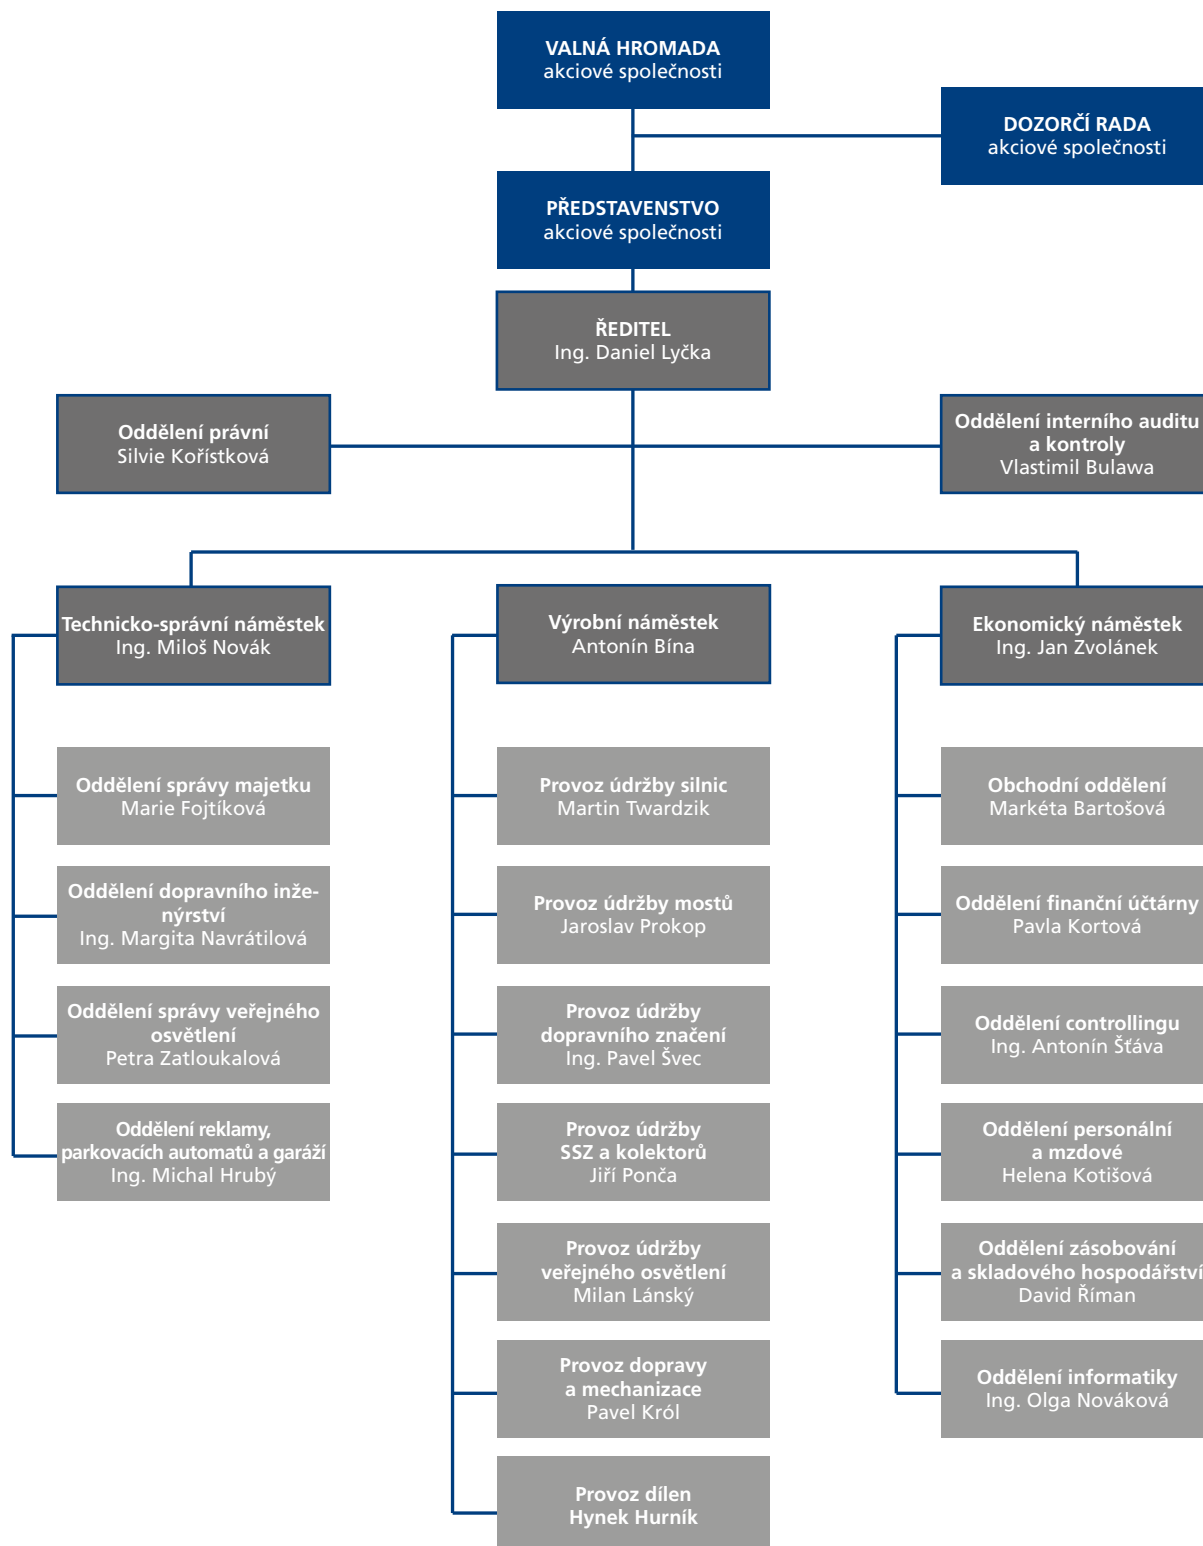 VALNÁ HROMADA
akciové společnosti
DOZORČÍ RADA
akciové společnosti
PŘEDSTAVENSTVO
akciové společnosti
ŘEDITEL
Ing. Daniel Lyčka
Oddělení právní
Silvie Kořístková
Oddělení interního auditu
a kontroly
Vlastimil Bulawa
Technicko-správní náměstek
Ing. Miloš Novák
Výrobní náměstek
Antonín Bína
Ekonomický náměstek
Ing. Jan Zvolánek
Oddělení správy majetku
Marie Fojtíková
Oddělení dopravního inže-
nýrství
Ing. Margita Navrátilová
Oddělení správy veřejného
osvětlení
Petra Zatloukalová
Oddělení reklamy,
parkovacích automatů a garáží
Ing. Michal Hrubý
Provoz údržby silnic
Martin Twardzik
Provoz údržby mostů
Jaroslav Prokop
Provoz údržby
dopravního značení
Ing. Pavel Švec
Provoz údržby
SSZ a kolektorů
Jiří Ponča
Provoz údržby
veřejného osvětlení
Milan Lánský
Provoz dopravy
a mechanizace
Pavel Król
Provoz dílen
Hynek Hurník
Obchodní oddělení
Markéta Bartošová
Oddělení finanční účtárny
Pavla Kortová
Oddělení controllingu
Ing. Antonín Šťáva
Oddělení personální
a mzdové
Helena Kotišová
Oddělení zásobování
a skladového hospodářství
David Říman
Oddělení informatiky
Ing. Olga Nováková